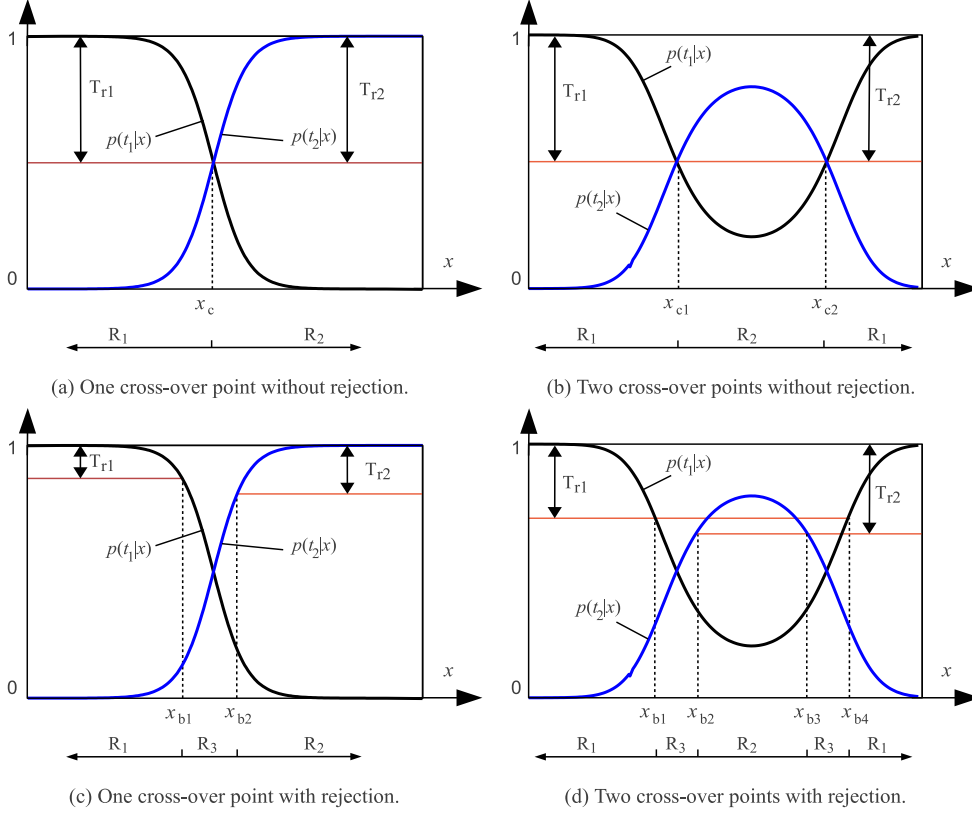 1
T_r1
T_r2
p(t_1|x)
p(t_2|x)
0
x
x_c
R_1
R_2
(a) One cross-over point without rejection.
1
p(t_1|x)
T_r1
T_r2
p(t_2|x)
0
x
x_c1
x_c2
R_1
R_2
R_1
(b) Two cross-over points without rejection.
1
T_r1
T_r2
p(t_1|x)
p(t_2|x)
0
x
x_b1
x_b2
R_1
R_3
R_2
(c) One cross-over point with rejection.
1
p(t_1|x)
T_r1
T_r2
p(t_2|x)
0
x
x_b1
x_b2
x_b3
x_b4
R_1
R_3
R_2
R_3
R_1
(d) Two cross-over points with rejection.